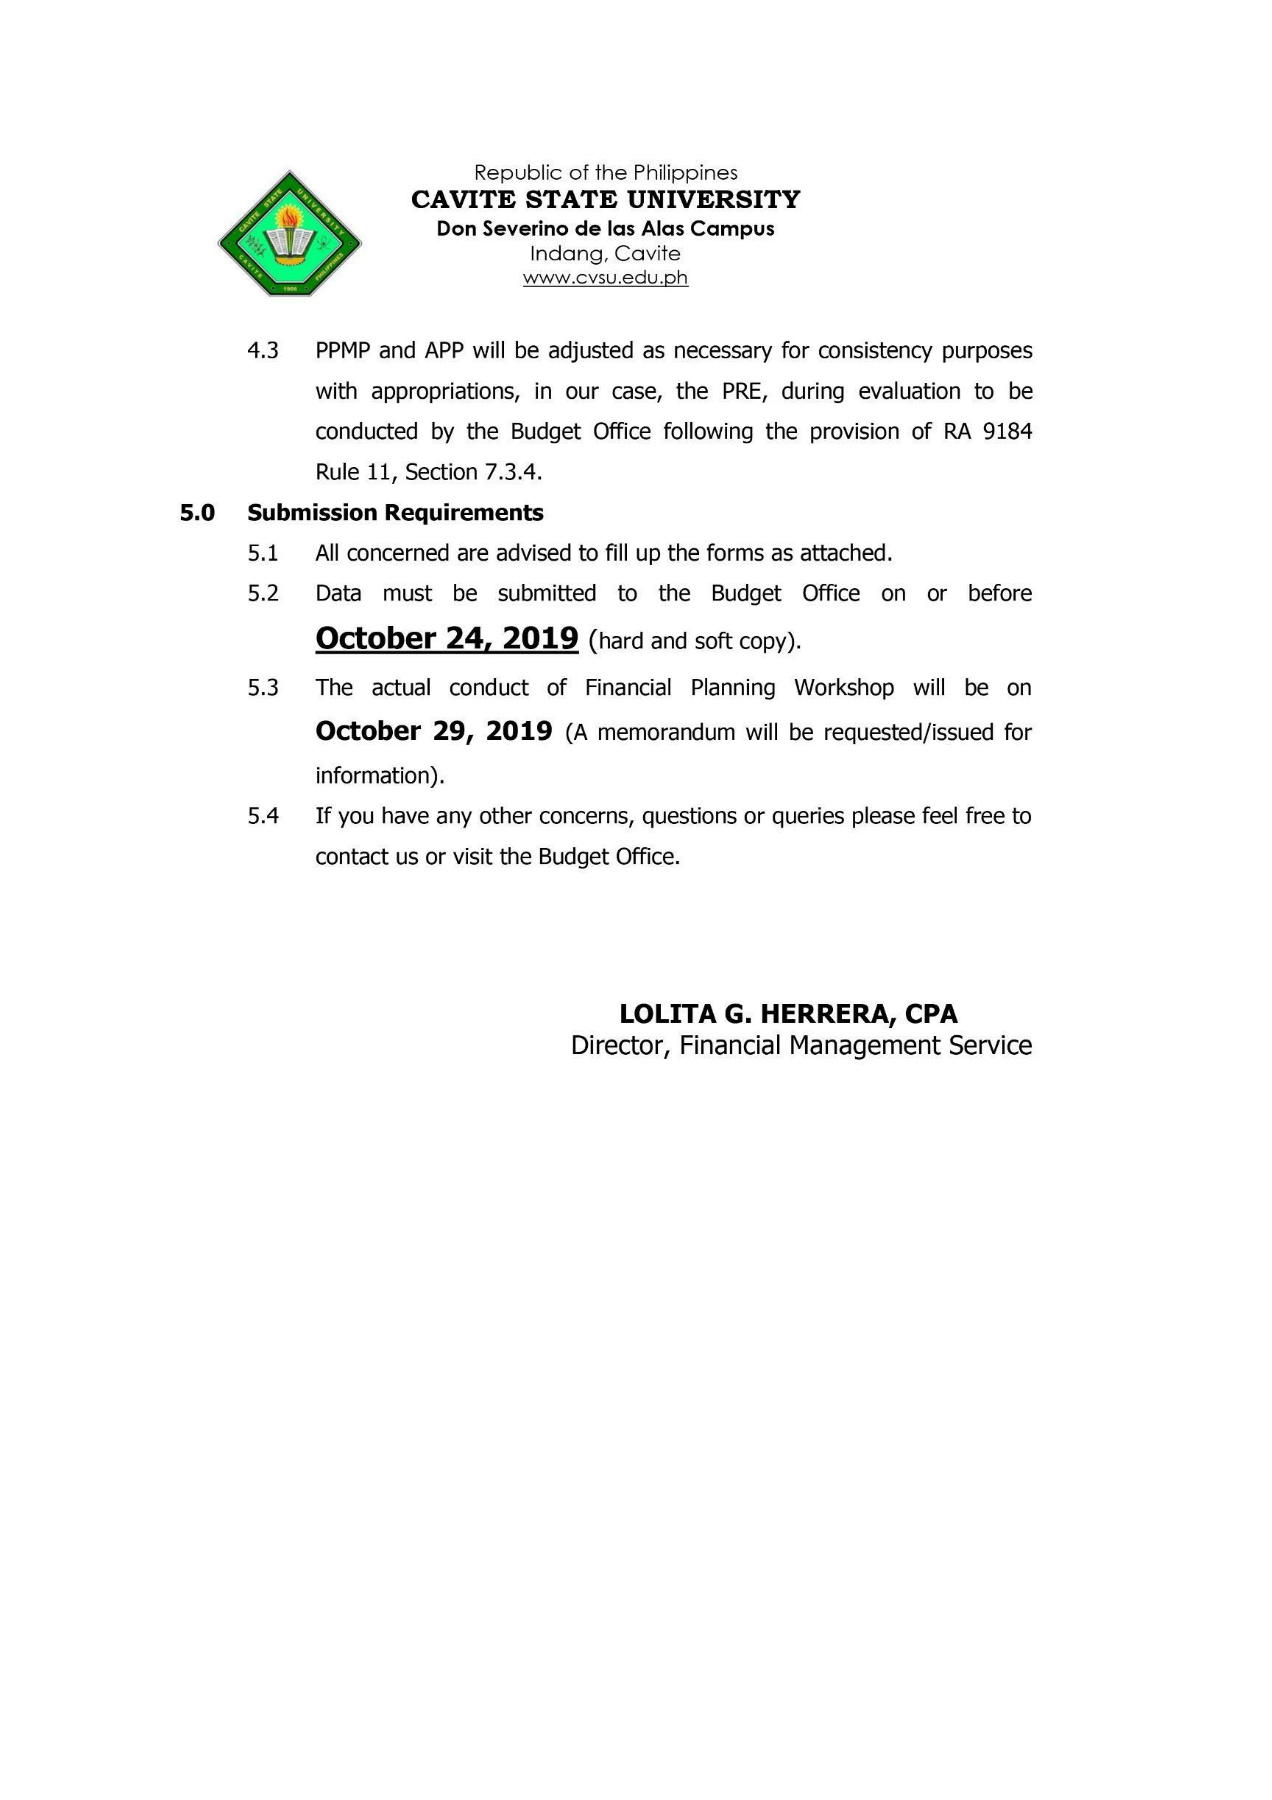 Republic of the Philippines
CAVITE STATE UNIVERSITY
Don Severino de las Alas Campus
Indang, Cavite
www.cvsu.edu.ph
CAVITE STATE UNIVERSITY
CAVITE PHILIPPINES
1906
4.3 PPMP and APP will be adjusted as necessary for consistency purposes
with appropriations, in our case, the PRE, during evaluation to be
conducted by the Budget Office following the provision of RA 9184
Rule 11, Section 7.3.4.
5.0 Submission Requirements
5.1 All concerned are advised to fill up the forms as attached.
5.2 Data must be submitted to the Budget Office on or before
October 24, 2019 (hard and soft copy).
5.3 The actual conduct of Financial Planning Workshop will be on
October 29, 2019 (A memorandum will be requested/issued for
information).
5.4 If you have any other concerns, questions or queries please feel free to
contact us or visit the Budget Office.
LOLITA G. HERRERA, CPA
Director, Financial Management Service